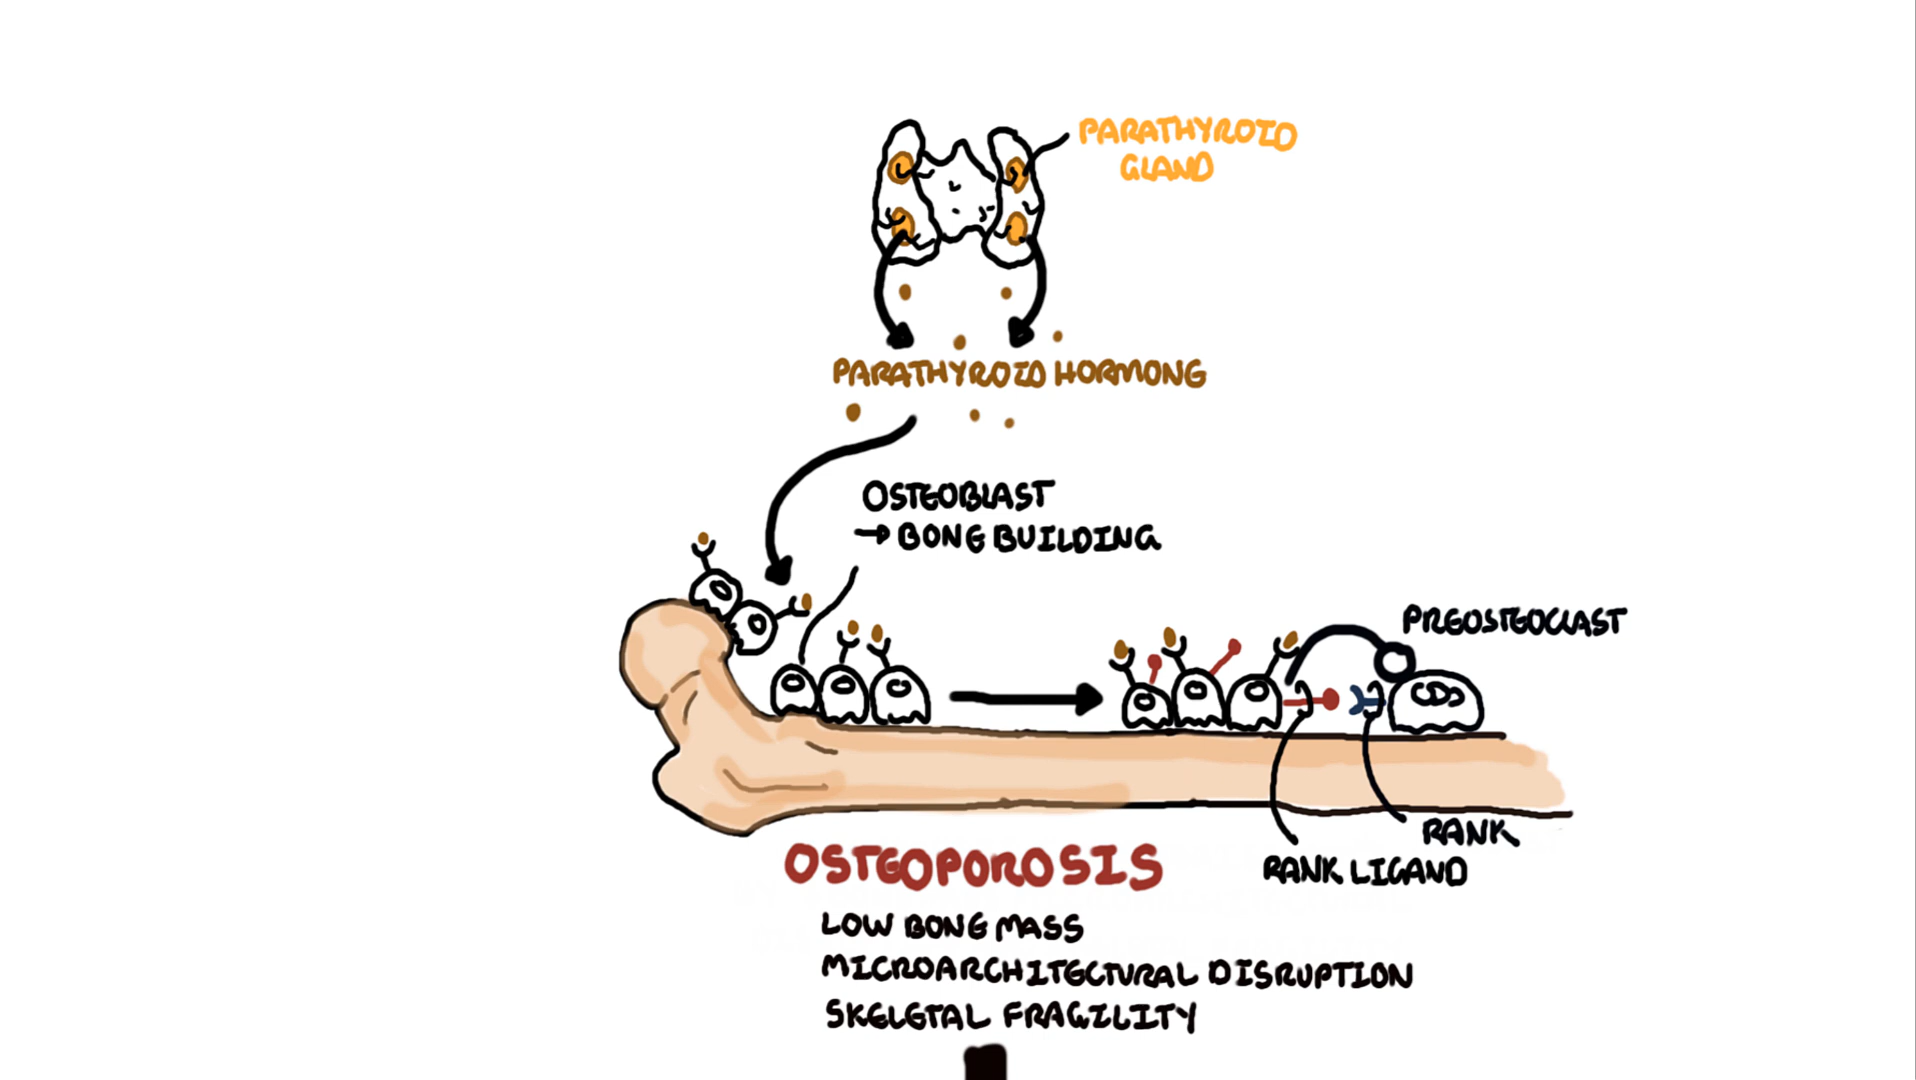 PARATHYROID
GLAND
PARATHYROID HORMONE
OSTEOBLAST
→ BONE BUILDING
PREOSTEOCLAST
RANK
RANK LIGAND
OSTEOPOROSIS
LOW BONE MASS
MICROARCHITECTURAL DISRUPTION
SKELETAL FRAGILITY